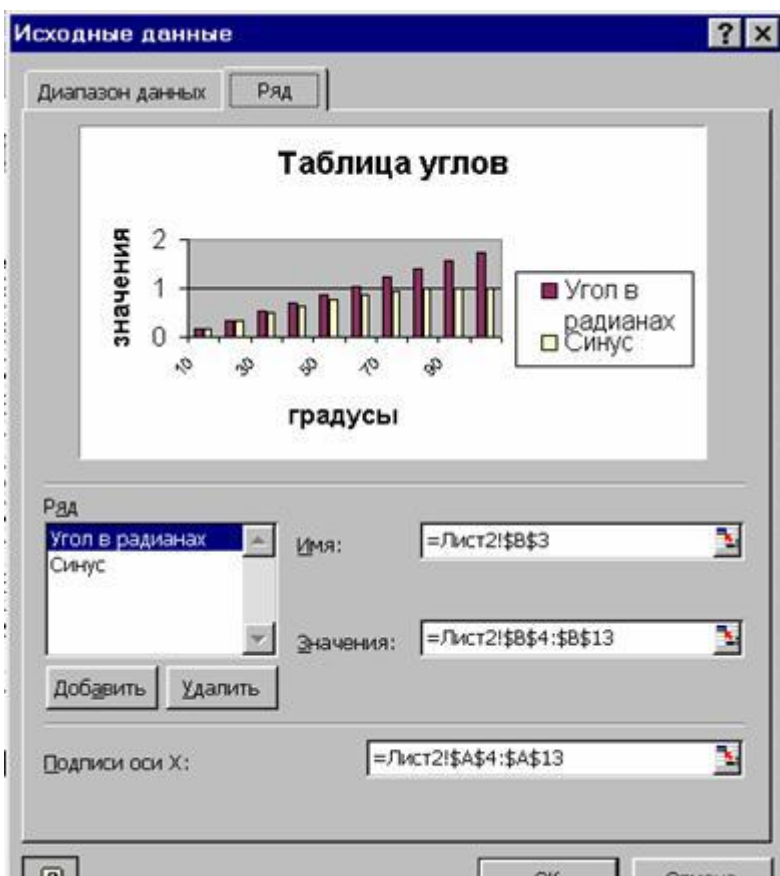 Исходные данные
Диапазон данных Ряд
Таблица углов
значения
2
1
0
10 30 50 70 90
градусы
Угол в
радианах
Синус
Ряд
Угол в радианах
Синус
Имя: =Лист2!$B$3
Значения: =Лист2!$B$4:$B$13
Добавить Удалить
Подписи оси X: =Лист2!$A$4:$A$13